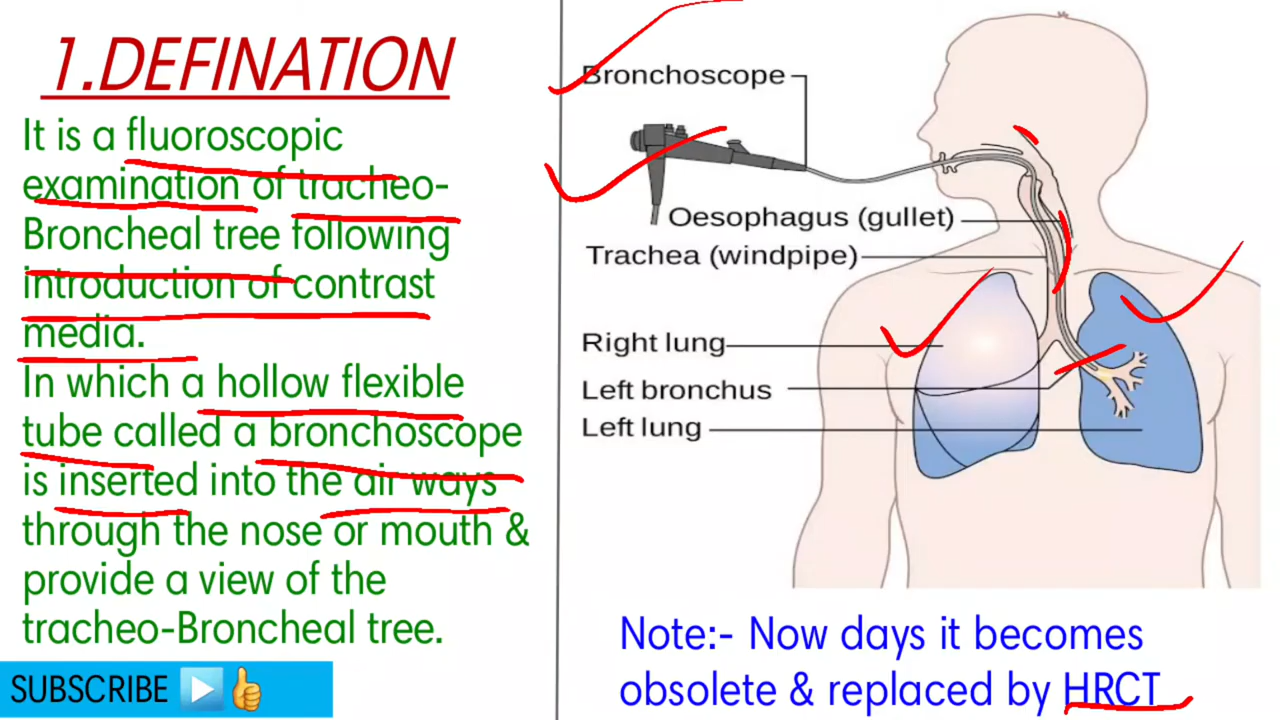 1.DEFINATION
It is a fluoroscopic
examination of tracheo-
Broncheal tree following
introduction of contrast
media.
In which a hollow flexible
tube called a bronchoscope
is inserted into the air ways
through the nose or mouth &
provide a view of the
tracheo-Broncheal tree.
SUBSCRIBE
Bronchoscope
Oesophagus (gullet)
Trachea (windpipe)
Right lung
Left bronchus
Left lung
Note:- Now days it becomes
obsolete & replaced by HRCT